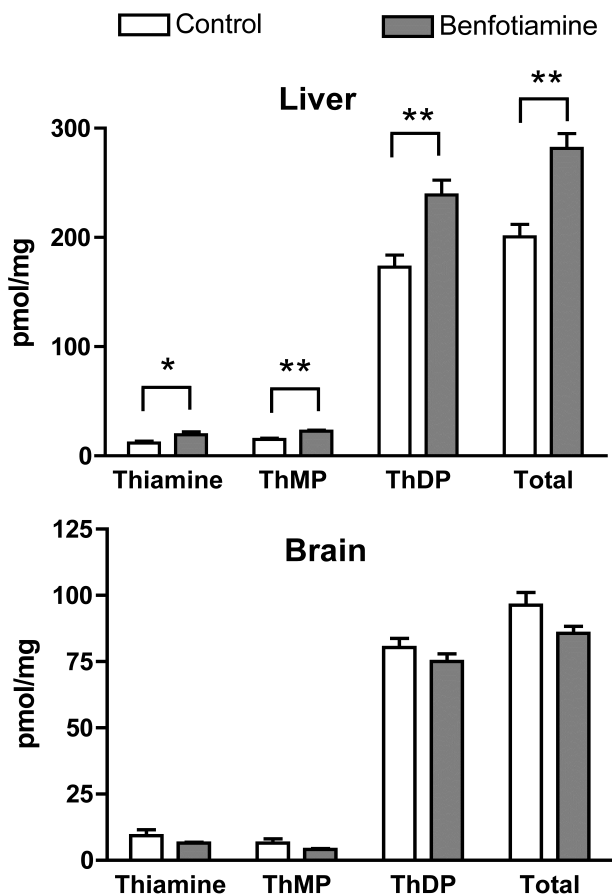 Control Benfotiamine
Liver
** **
300
200
100
0
pmol/mg
* **
Thiamine ThMP ThDP Total
Brain
125
100
75
50
25
0
pmol/mg
Thiamine ThMP ThDP Total